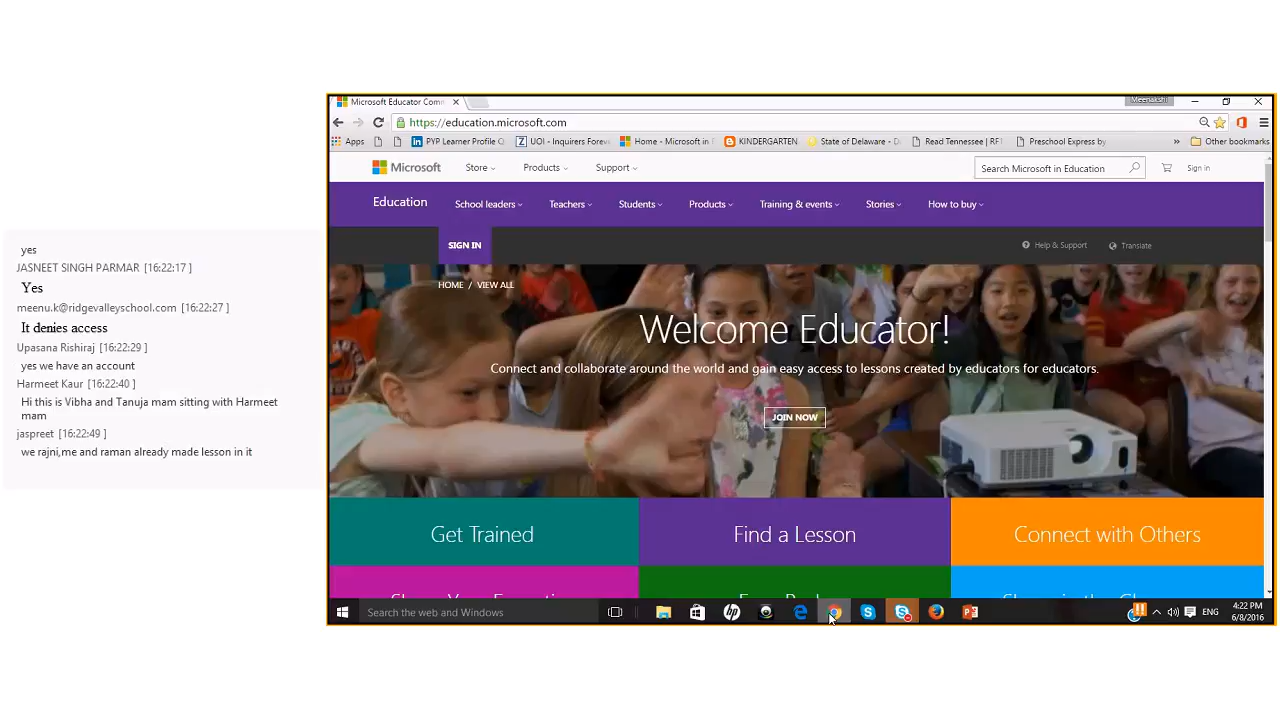 yes
JASNEET SINGH PARMAR [16:22:17 ]
Yes
meenu.k@ridgevalleyschool.com [16:22:27 ]
It denies access
Upasana Rishiraj [16:22:29 ]
yes we have an account
Harmeet Kaur [16:22:40 ]
Hi this is Vibha and Tanuja mam sitting with Harmeet
mam
jaspreet [16:22:49 ]
we rajni,me and raman already made lesson in it
Microsoft Educator Com
Meenakshi
https://education.microsoft.com
Apps
PYP Learner Profile
UOI - Inquirers Forev
Home - Microsoft in
KINDERGARTEN
State of Delaware -
Read Tennessee | RFT
Preschool Express by
»
Other bookmarks
Microsoft
Store
Products
Support
Search Microsoft in Education
Sign in
Education
School leaders
Teachers
Students
Products
Training & events
Stories
How to buy
SIGN IN
Help & Support
Translate
HOME / VIEW ALL
Welcome Educator!
Connect and collaborate around the world and gain easy access to lessons created by educators for educators.
JOIN NOW
Get Trained
Find a Lesson
Connect with Others
Search the web and Windows
ENG
4:22 PM
6/8/2016